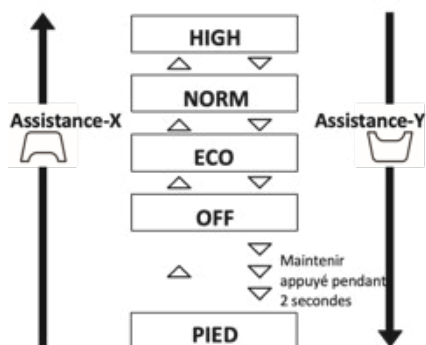 HIGH
NORM
Assistance-X
Assistance-Y
ECO
OFF
Maintenir
appuyé pendant
2 secondes
PIED